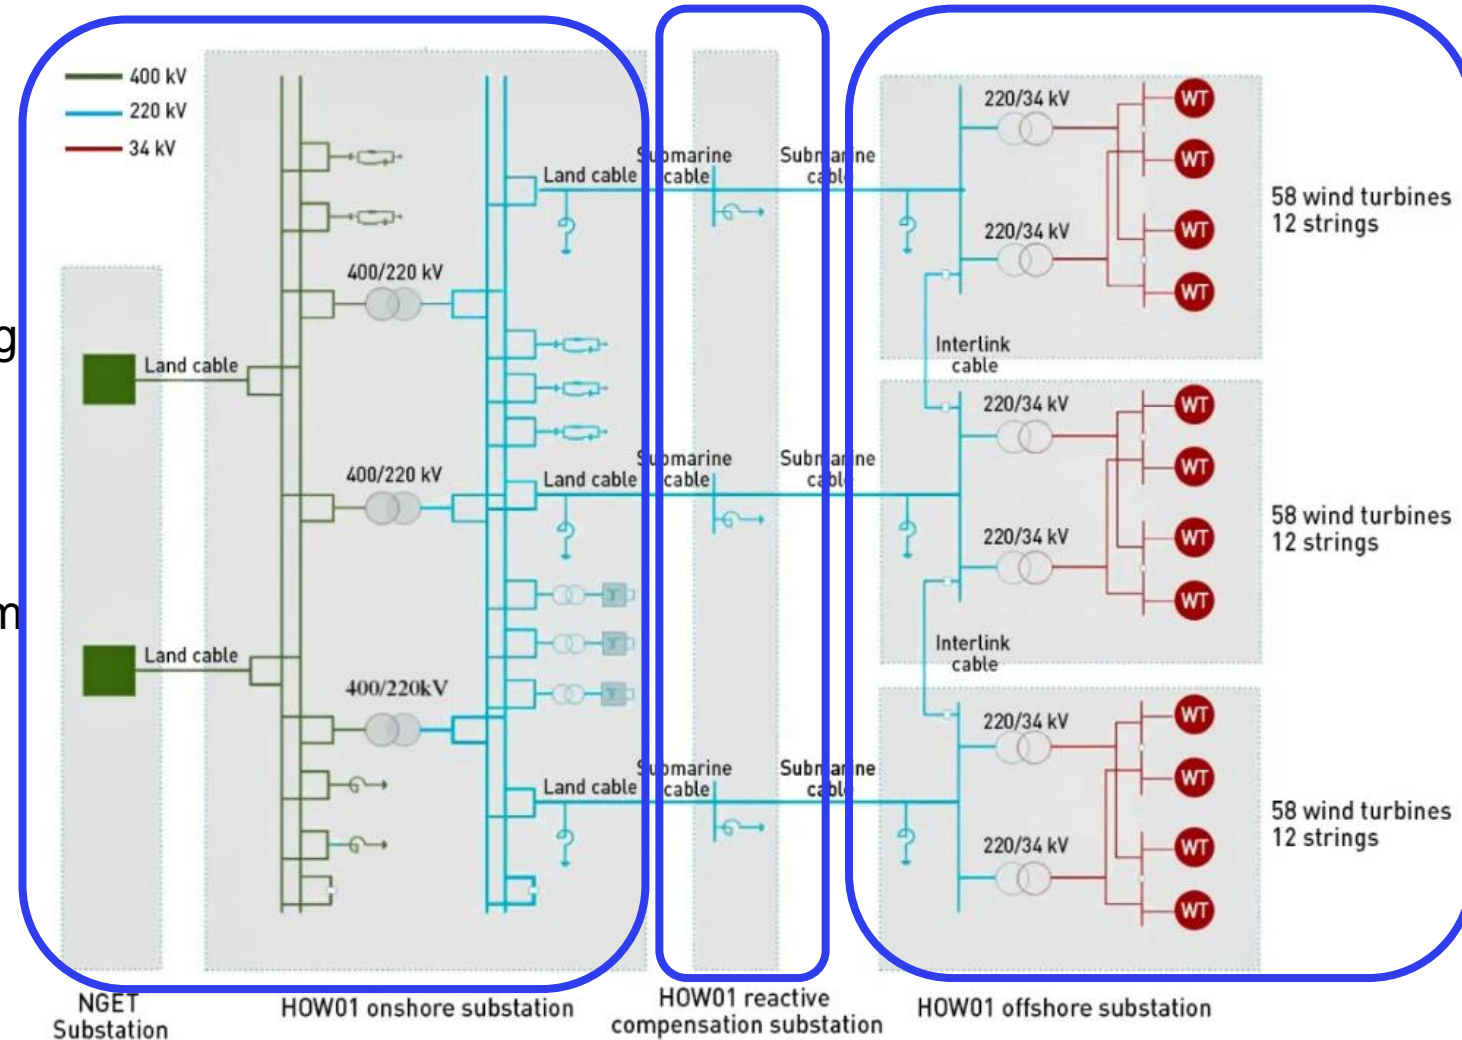 400 kV
220 kV
34 kV
g
m
Land cable
Land cable
400/220 kV
400/220 kV
400/220kV
Land cable
Land cable
Land cable
Submarine
cable
Submarine
cable
Submarine
cable
Submarine
cable
Submarine
cable
Submarine
cable
220/34 kV
220/34 kV
WT
WT
WT
WT
58 wind turbines
12 strings
Interlink
cable
220/34 kV
220/34 kV
WT
WT
WT
WT
58 wind turbines
12 strings
Interlink
cable
220/34 kV
220/34 kV
WT
WT
WT
WT
58 wind turbines
12 strings
NGET
Substation
HOW01 onshore substation
HOW01 reactive
compensation substation
HOW01 offshore substation